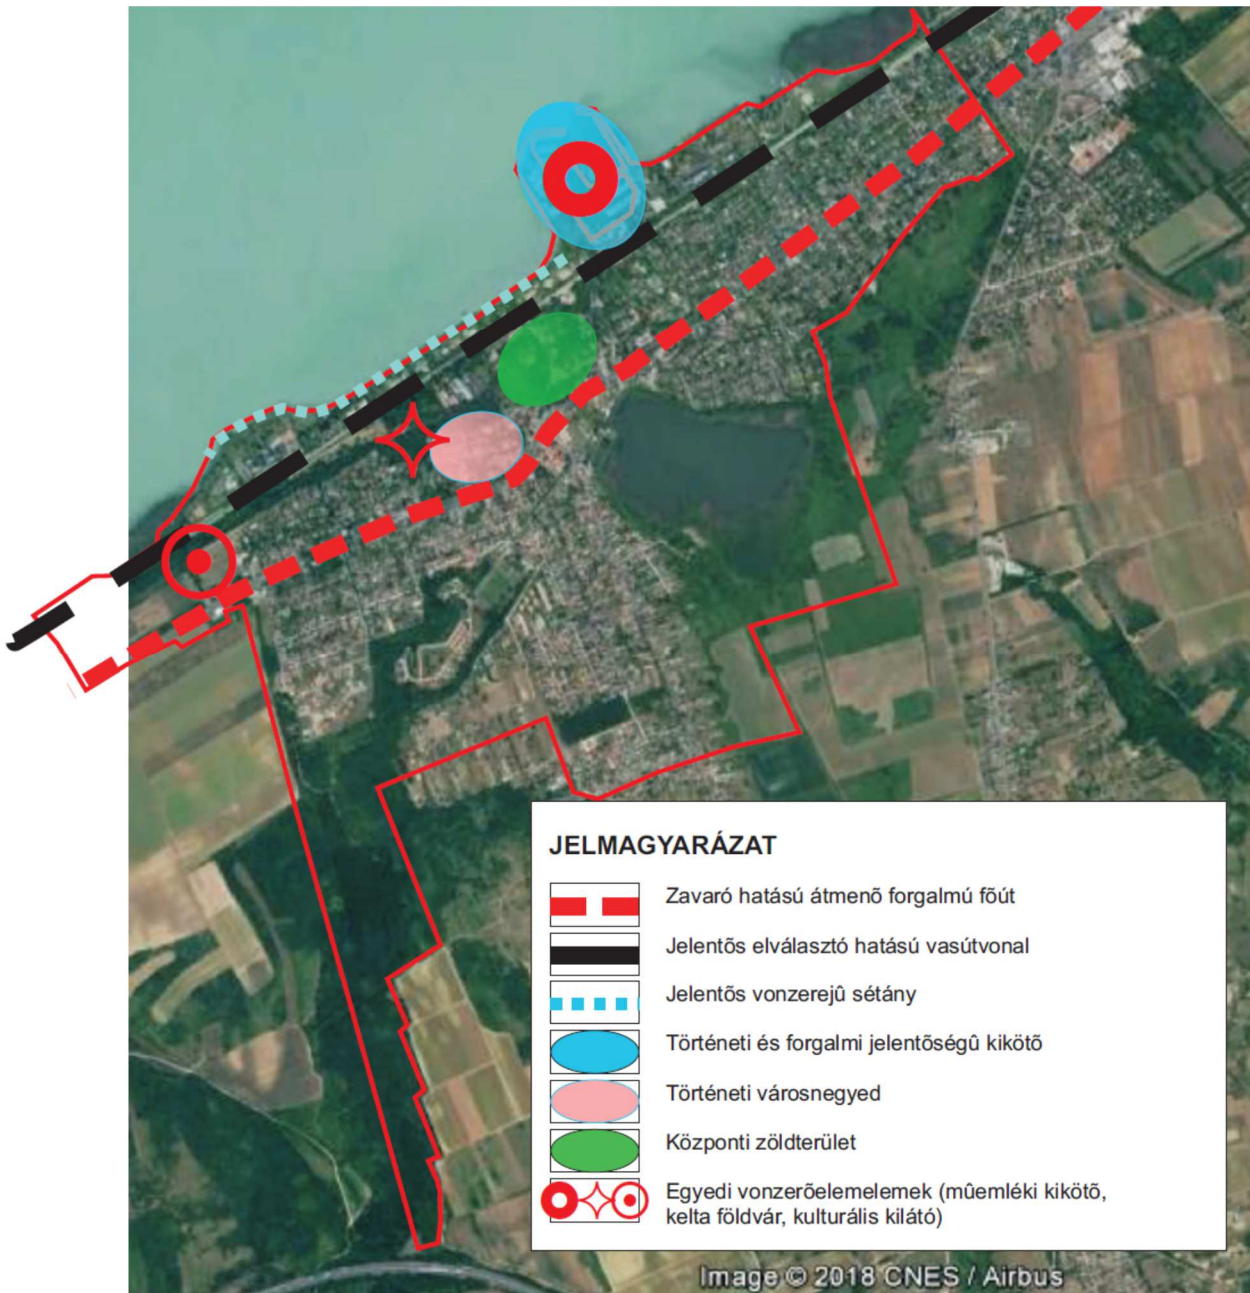 JELMAGYARÁZAT
Zavaró hatású átmenõ forgalmú fõút
Jelentõs elválasztó hatású vasútvonal
Jelentõs vonzerejû sétány
Történeti és forgalmi jelentõségû kikötõ
Történeti városnegyed
Központi zöldterület
Egyedi vonzerõelemelemek (mûemléki kikötõ,
kelta földvár, kulturális kilátó)
Image © 2018 CNES / Airbus